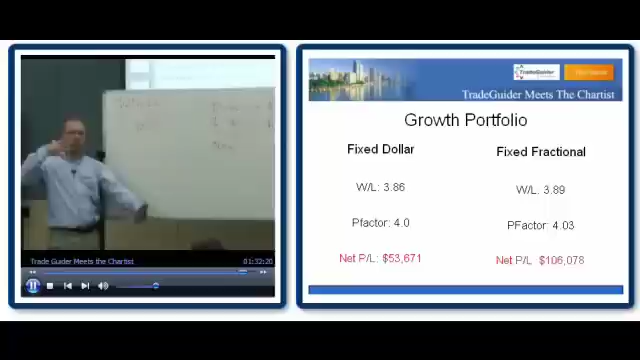 TradeGuider
TradeGuider Meets The Chartist
Growth Portfolio
Fixed Dollar
Fixed Fractional
W/L: 3.86
W/L: 3.89
Pfactor: 4.0
PFactor: 4.03
Net P/L: $53,671
Net P/L $106,078
Trade Guider Meets the Chartist
01:32:20